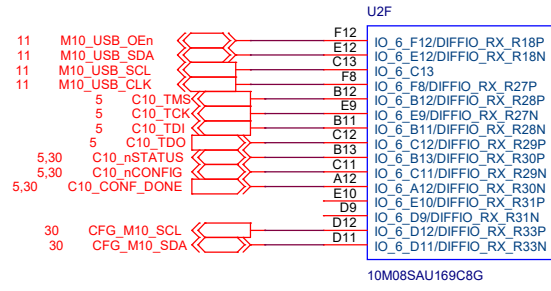 U2F
11 M10_USB_OEn F12 IO_6_F12/DIFFIO_RX_R18P
11 M10_USB_SDA E12 IO_6_E12/DIFFIO_RX_R18N
11 M10_USB_SCL C13 IO_6_C13
11 M10_USB_CLK F8 IO_6_F8/DIFFIO_RX_R27P
5 C10_TMS B12 IO_6_B12/DIFFIO_RX_R28P
5 C10_TCK E9 IO_6_E9/DIFFIO_RX_R27N
5 C10_TDI B11 IO_6_B11/DIFFIO_RX_R28N
5 C10_TDO C12 IO_6_C12/DIFFIO_RX_R29P
5,30 C10_nSTATUS B13 IO_6_B13/DIFFIO_RX_R30P
5,30 C10_nCONFIG C11 IO_6_C11/DIFFIO_RX_R29N
5,30 C10_CONF_DONE A12 IO_6_A12/DIFFIO_RX_R30N
E10 IO_6_E10/DIFFIO_RX_R31P
D9 IO_6_D9/DIFFIO_RX_R31N
30 CFG_M10_SCL D12 IO_6_D12/DIFFIO_RX_R33P
30 CFG_M10_SDA D11 IO_6_D11/DIFFIO_RX_R33N
10M08SAU169C8G